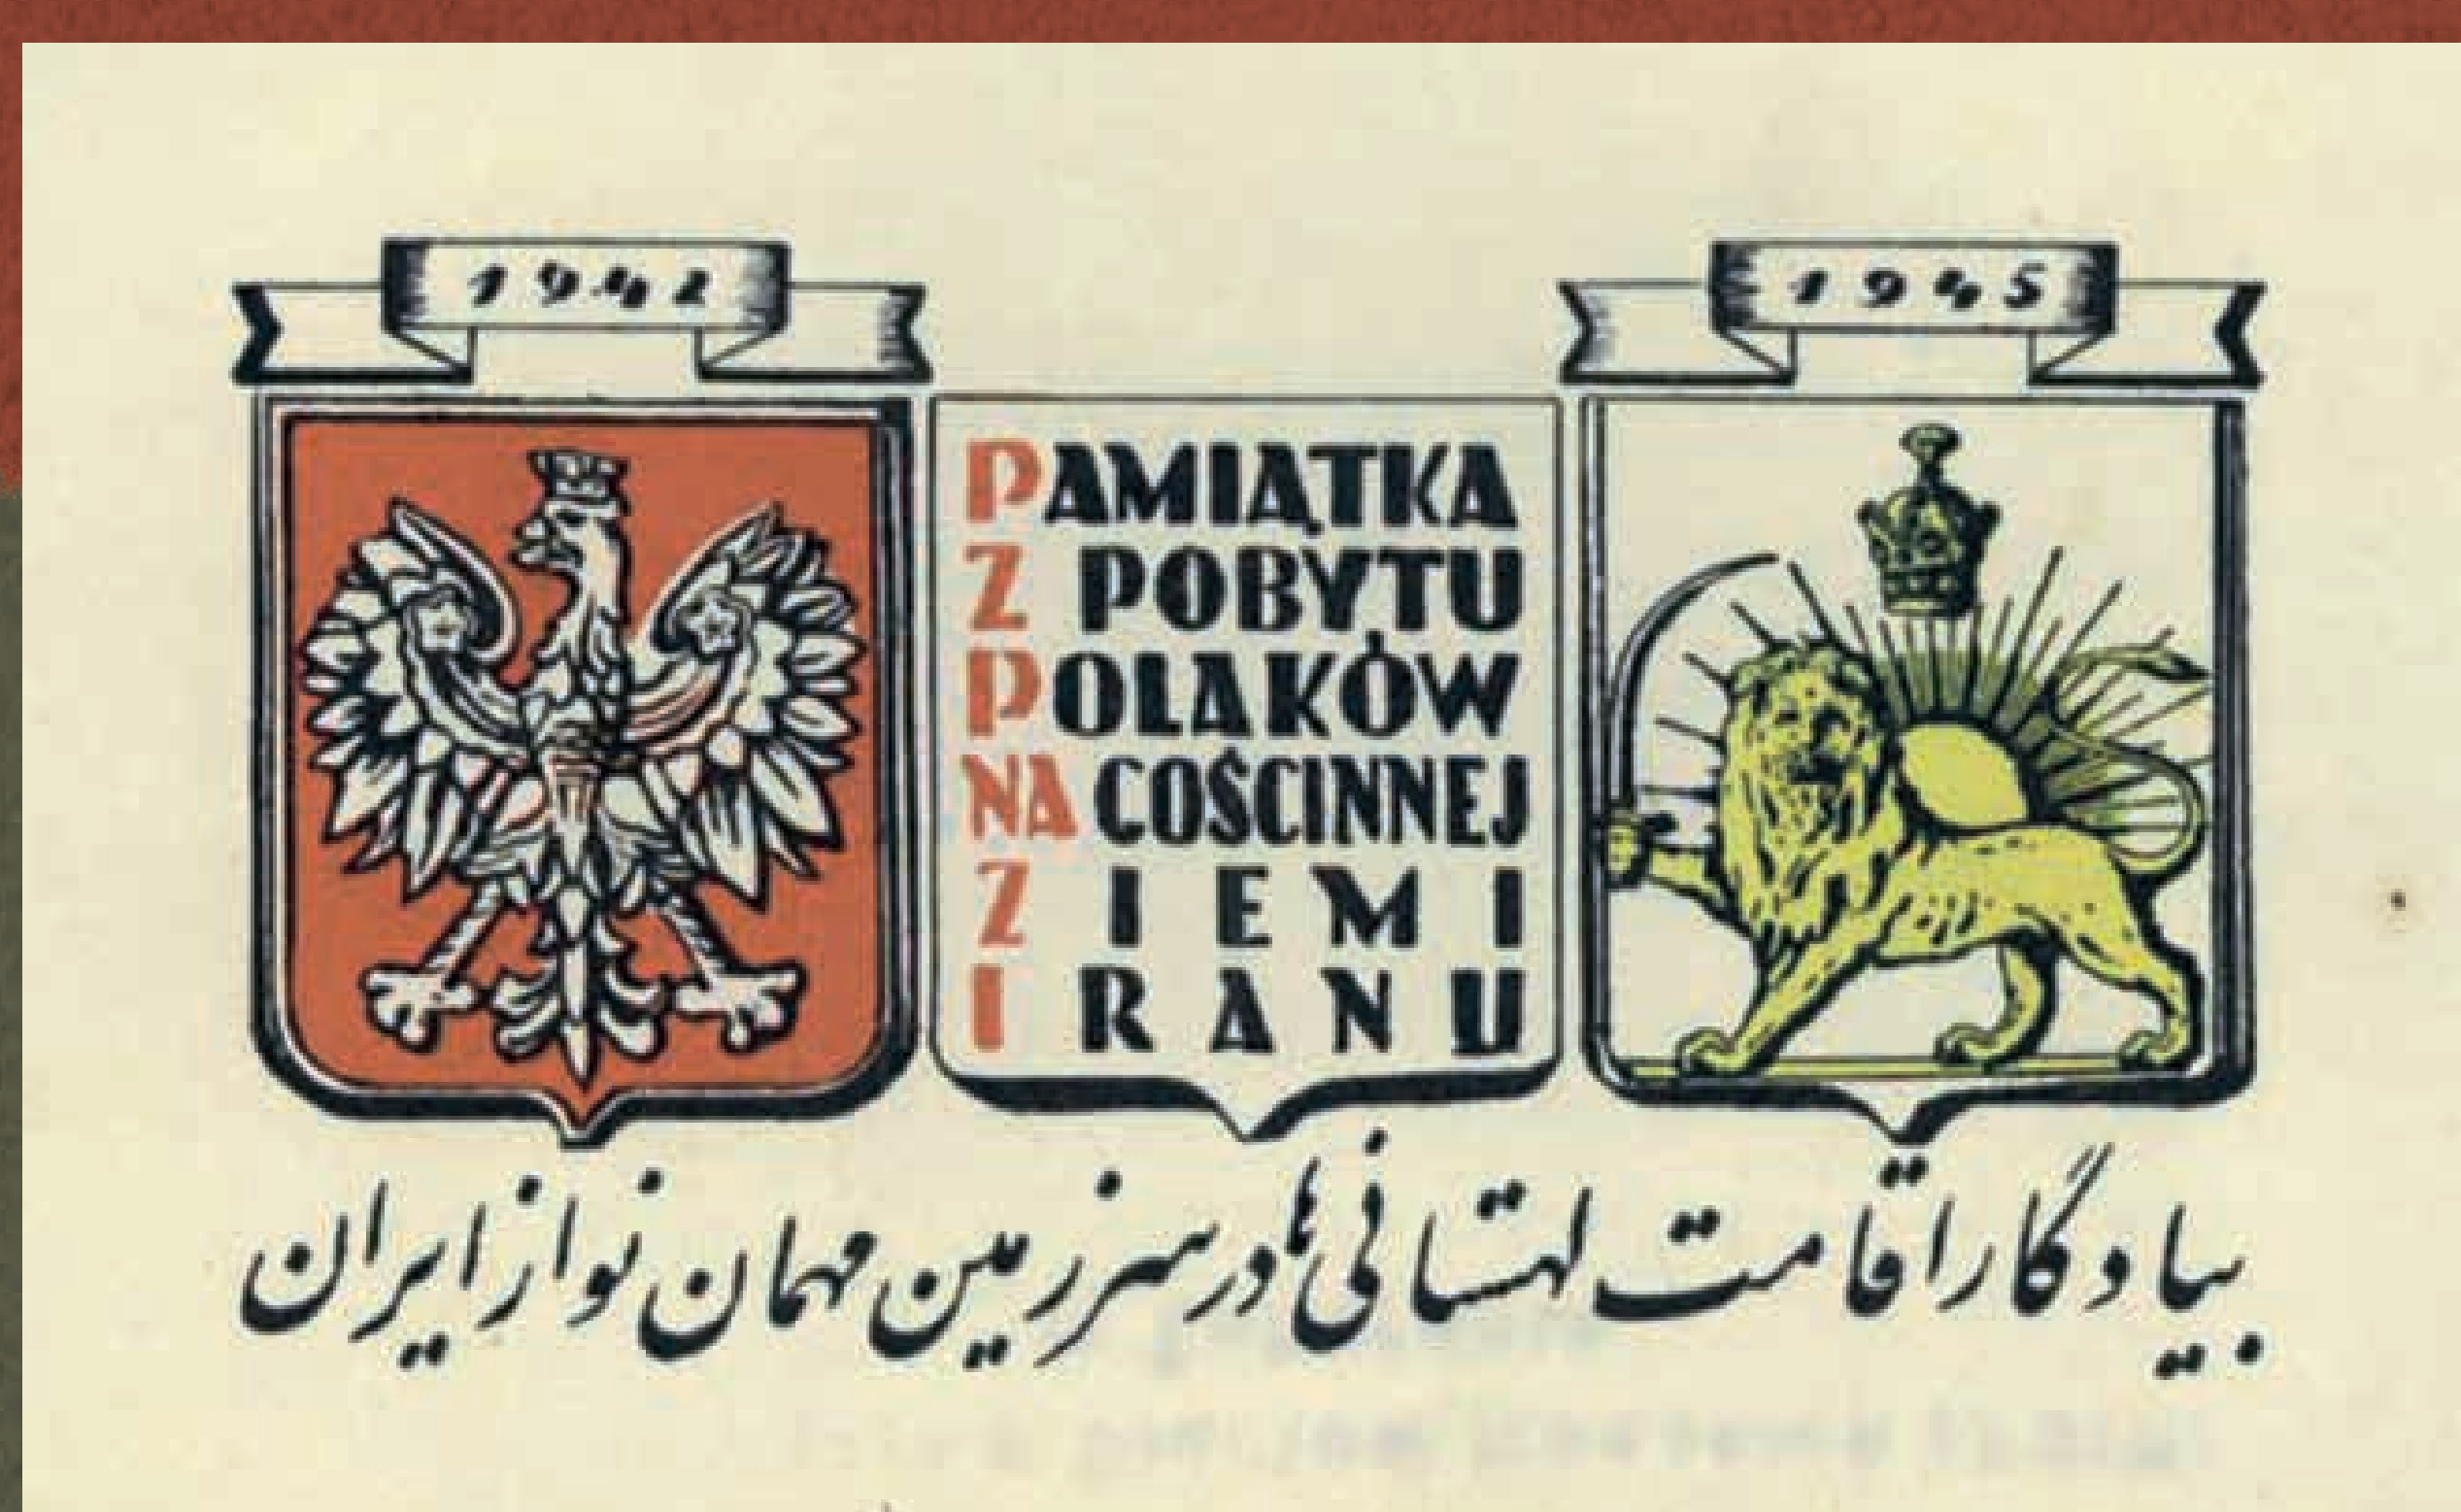 1942
1945
PAMIĄTKA
Z POBYTU
POLAKÓW
NA GOŚCINNEJ
ZIEMI
IRANU
بیادگار اقامت لهستانی‌ها در سرزمین مهمان نواز ایران